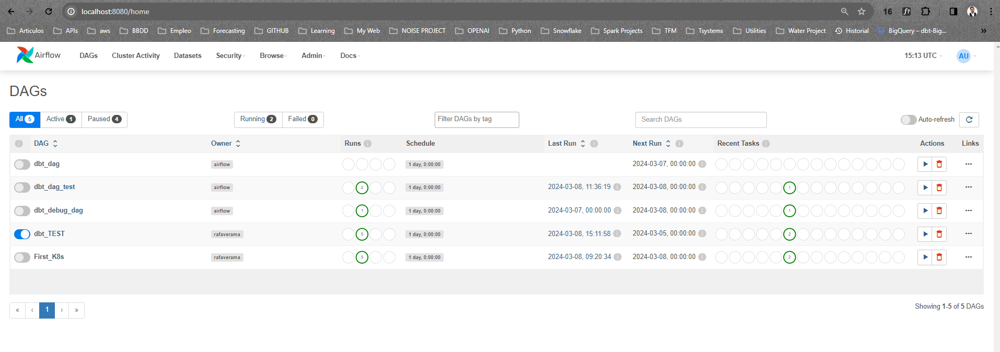 localhost:8080/home
16
Articulos APIs aws BBDD Empleo Forecasting GITHUB Learning My Web NOISE PROJECT OPENAI Python Snowflake Spark Projects TFM Tsystems Utilities Water Project Historial BigQuery – dbt-Big... »
Airflow DAGs Cluster Activity Datasets Security Browse Admin Docs 15:13 UTC AU
DAGs
All 5 Active 1 Paused 4 Running 2 Failed 0 Filter DAGs by tag Search DAGs Auto-refresh
DAG Owner Runs Schedule Last Run Next Run Recent Tasks Actions Links
dbt_dag airflow 1 day, 0:00:00 2024-03-07, 00:00:00
dbt_dag_test airflow 2 1 day, 0:00:00 2024-03-08, 11:36:19 2024-03-08, 00:00:00 1
dbt_debug_dag airflow 1 1 day, 0:00:00 2024-03-07, 00:00:00 2024-03-08, 00:00:00 1
dbt_TEST rafaverama 5 1 day, 0:00:00 2024-03-08, 15:11:58 2024-03-05, 00:00:00 2
First_K8s rafaverama 5 1 day, 0:00:00 2024-03-08, 09:20:34 2024-03-08, 00:00:00 2
« ‹ 1 › » Showing 1-5 of 5 DAGs